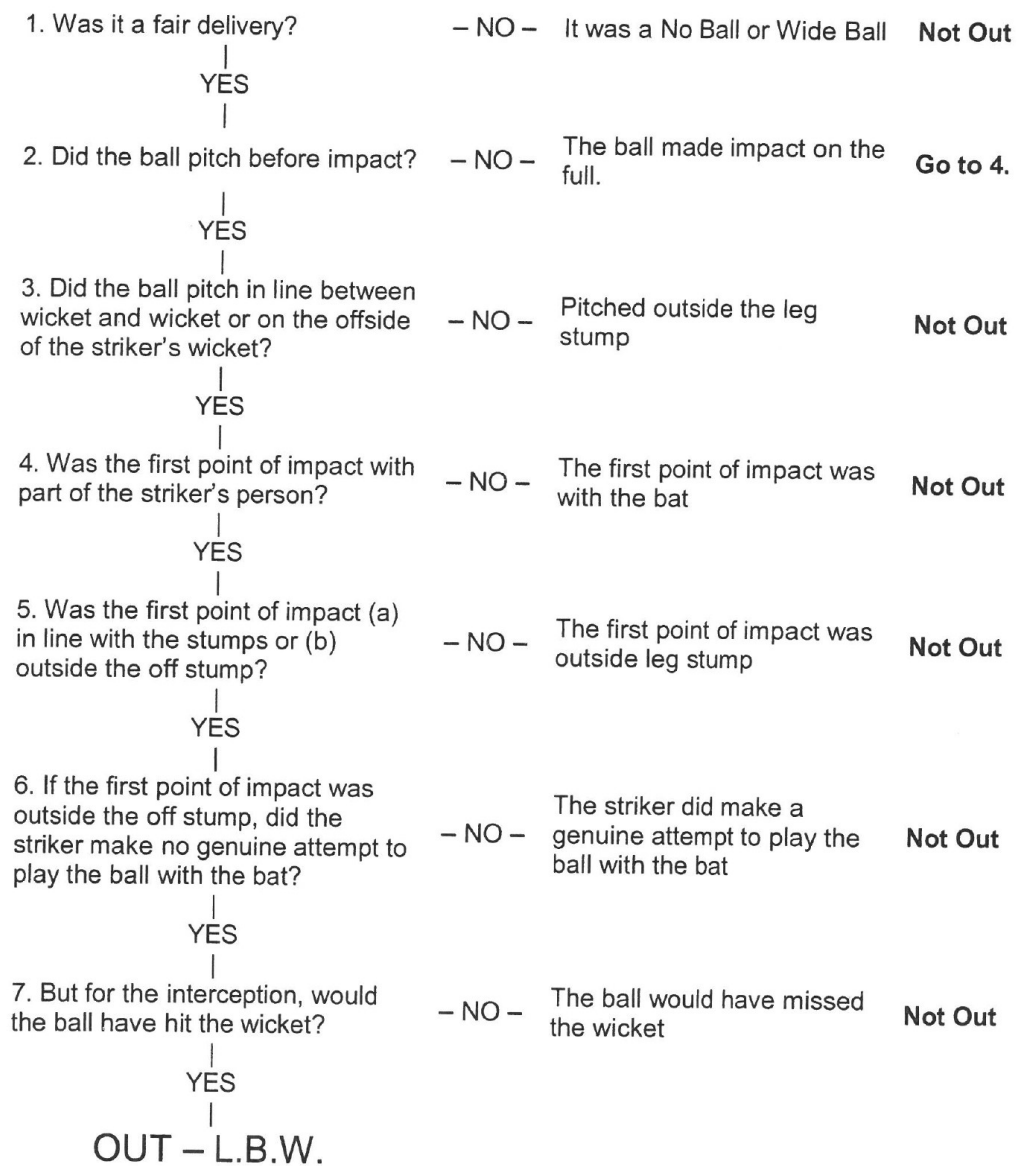 1. Was it a fair delivery? – NO – It was a No Ball or Wide Ball Not Out
YES
2. Did the ball pitch before impact? – NO – The ball made impact on the full. Go to 4.
YES
3. Did the ball pitch in line between
wicket and wicket or on the offside
of the striker's wicket?
– NO –
Pitched outside the leg
stump
Not Out
YES
4. Was the first point of impact with
part of the striker's person?
– NO –
The first point of impact was
with the bat
Not Out
YES
5. Was the first point of impact (a)
in line with the stumps or (b)
outside the off stump?
– NO –
The first point of impact was
outside leg stump
Not Out
YES
6. If the first point of impact was
outside the off stump, did the
striker make no genuine attempt to
play the ball with the bat?
– NO –
The striker did make a
genuine attempt to play the
ball with the bat
Not Out
YES
7. But for the interception, would
the ball have hit the wicket?
– NO –
The ball would have missed
the wicket
Not Out
YES
OUT – L.B.W.